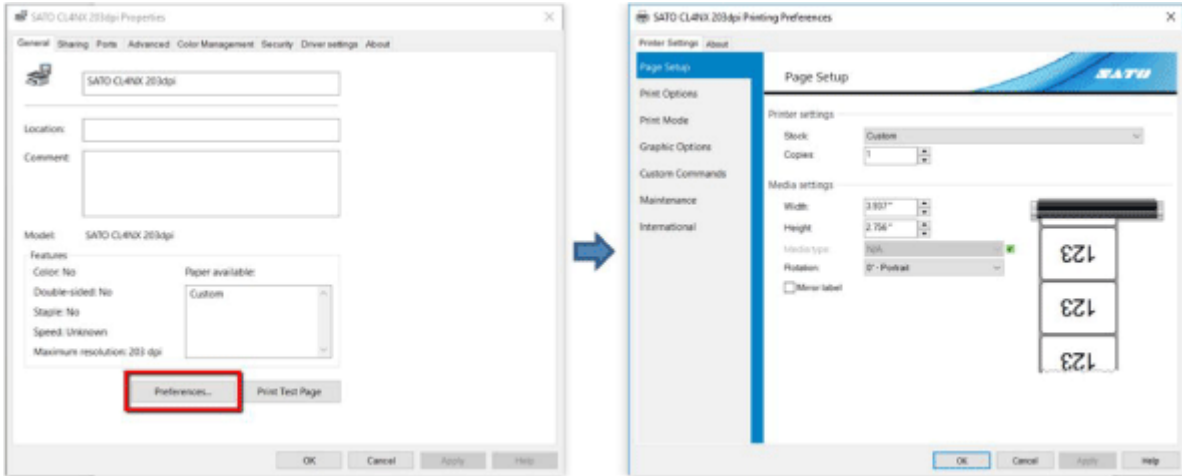 SATO CL4NX 203dpi Properties
General Sharing Ports Advanced Color Management Security Driver settings About
SATO CL4NX 203dpi
Location:
Comment:
Model: SATO CL4NX 203dpi
Features
Color: No
Double-sided: No
Staple: No
Speed: Unknown
Maximum resolution: 203 dpi
Paper available:
Custom
Preferences...
Print Test Page
OK Cancel Apply Help
SATO CL4NX 203dpi Printing Preferences
Printer Settings About
Page Setup
Print Options
Print Mode
Graphic Options
Custom Commands
Maintenance
International
Page Setup
SATO
Printer settings
Stock: Custom
Copies: 1
Media settings
Width: 3.937"
Height: 2.756"
Media type: N/A
Rotation: 0° - Portrait
Mirror label
123
123
123
OK Cancel Apply Help